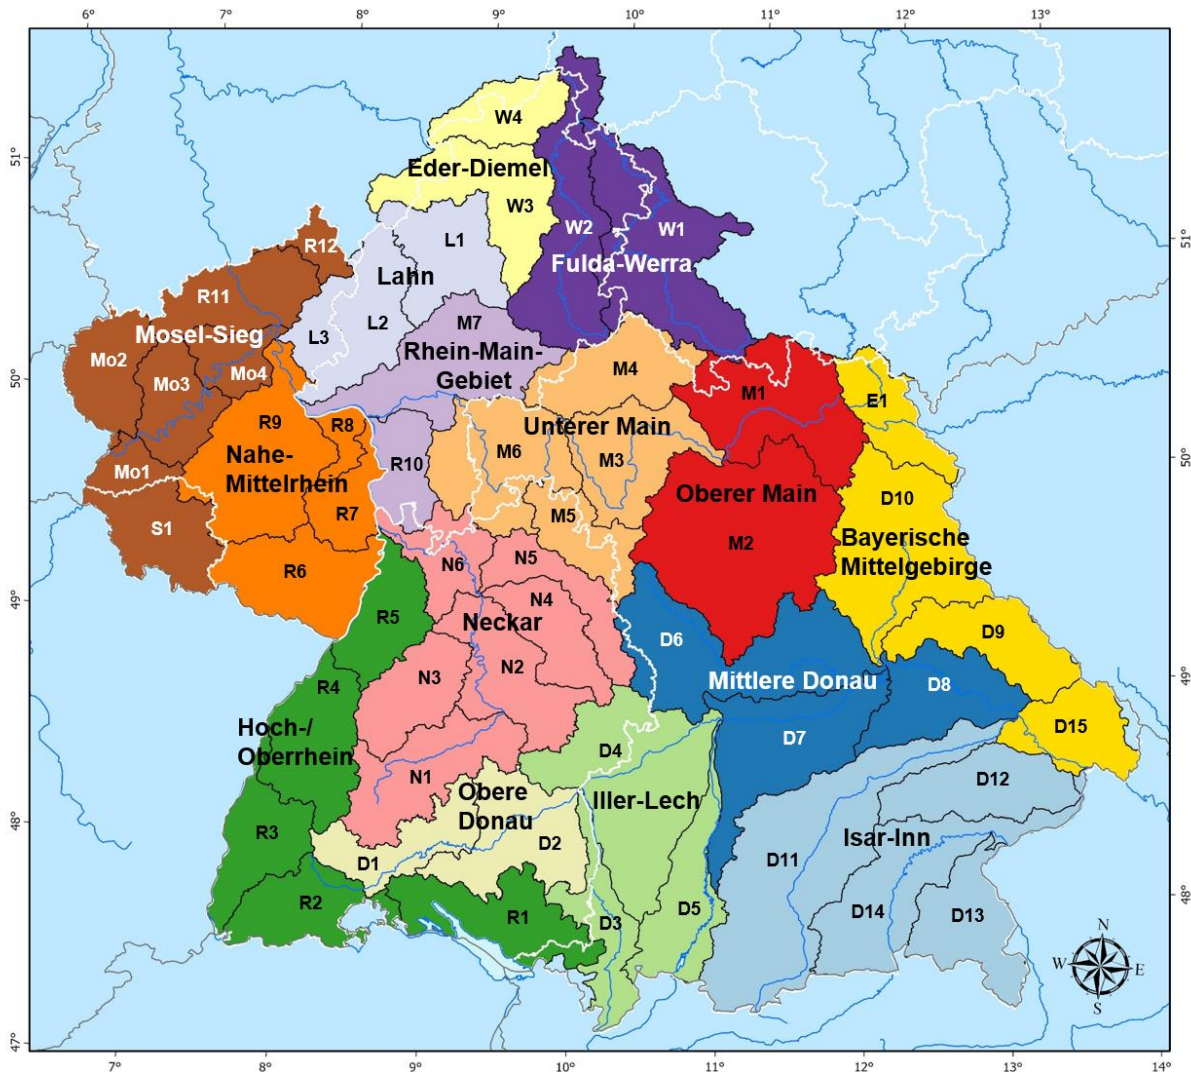 6° 7° 8° 9° 10° 11° 12° 13°
W4
51°
Eder-Diemel
W3
W2
W1
51°
R12
L1
Fulda-Werra
Lahn
R11
Mosel-Sieg
L3
L2
M7
Mo2
Mo3
Mo4
Rhein-Main-
Gebiet
M4
50°
M1
E1
R9
R8
Unterer Main
Nahe-
Mittelrhein
R10
M6
M3
50°
Mo1
Oberer Main
D10
S1
R7
M5
M2
Bayerische
Mittelgebirge
R6
N6
N5
N4
49°
R5
Neckar
D6
D9
N3
N2
Mittlere Donau
D8
49°
R4
Hoch-/
Oberrhein
D4
D7
D15
N1
D12
Obere
Donau
Iller-Lech
48°
R3
D2
Isar-Inn
D1
D11
48°
R2
R1
D3
D5
D14
D13
N
W E
S
47°
7° 8° 9° 10° 11° 12° 13° 14°